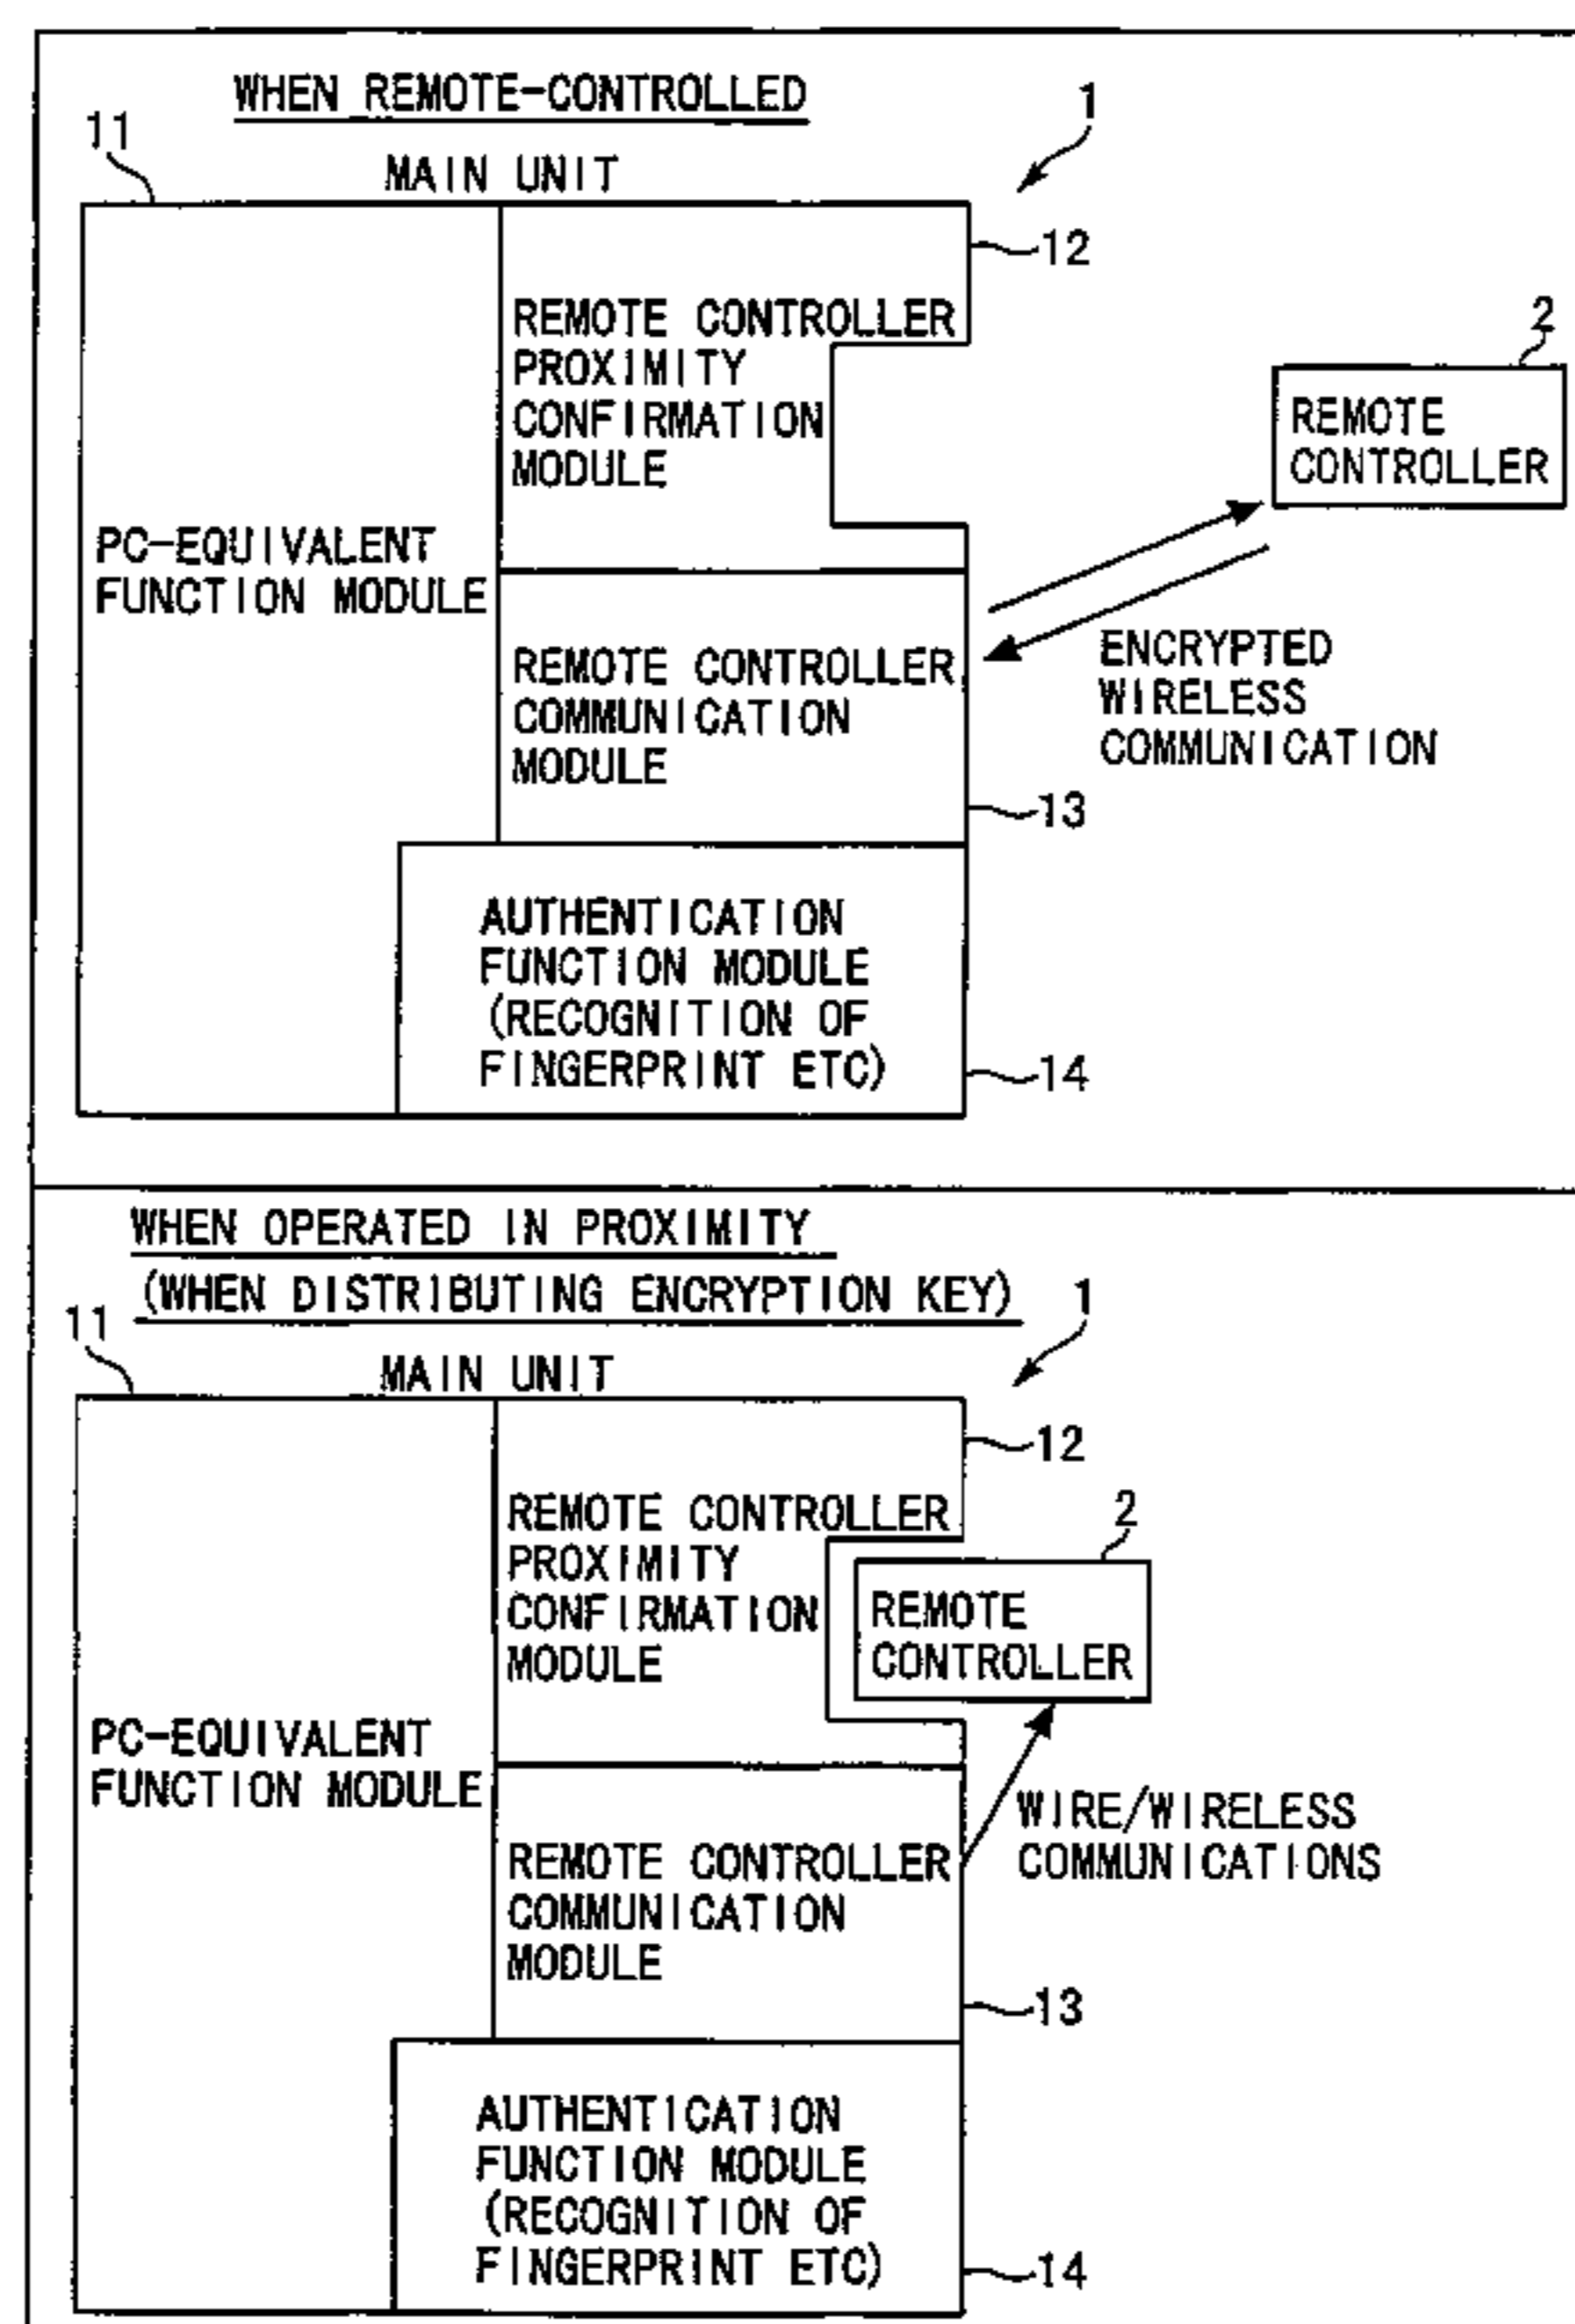 WHEN REMOTE-CONTROLLED
1
11
MAIN UNIT
12
REMOTE CONTROLLER
PROXIMITY
CONFIRMATION
MODULE
2
REMOTE
CONTROLLER
PC-EQUIVALENT
FUNCTION MODULE
REMOTE CONTROLLER
COMMUNICATION
MODULE
ENCRYPTED
WIRELESS
COMMUNICATION
13
AUTHENTICATION
FUNCTION MODULE
(RECOGNITION OF
FINGERPRINT ETC)
14
WHEN OPERATED IN PROXIMITY
(WHEN DISTRIBUTING ENCRYPTION KEY)
1
11
MAIN UNIT
12
REMOTE CONTROLLER
PROXIMITY
CONFIRMATION
MODULE
2
REMOTE
CONTROLLER
PC-EQUIVALENT
FUNCTION MODULE
WIRE/WIRELESS
COMMUNICATIONS
REMOTE CONTROLLER
COMMUNICATION
MODULE
13
AUTHENTICATION
FUNCTION MODULE
(RECOGNITION OF
FINGERPRINT ETC)
14